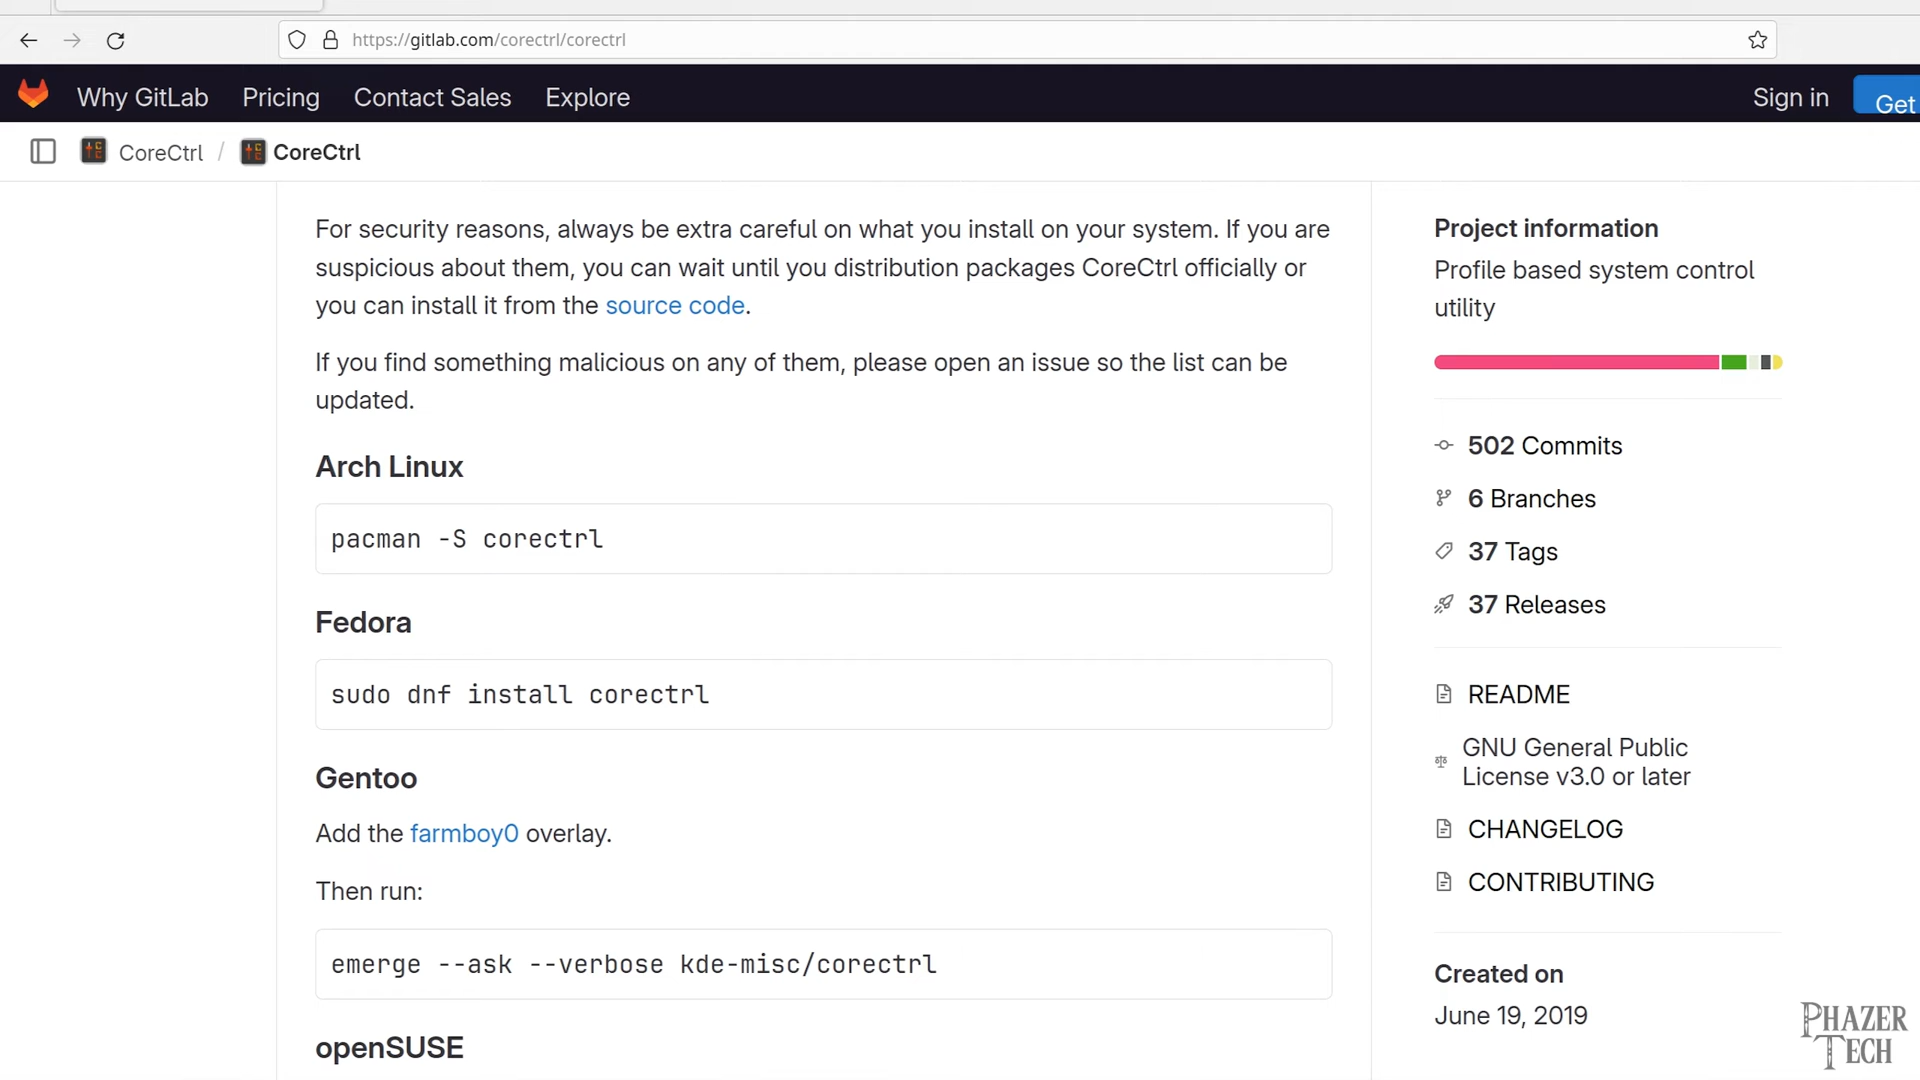 https://gitlab.com/corectrl/corectrl
Why GitLab Pricing Contact Sales Explore Sign in Get
CoreCtrl / CoreCtrl
For security reasons, always be extra careful on what you install on your system. If you are
suspicious about them, you can wait until you distribution packages CoreCtrl officially or
you can install it from the source code.
If you find something malicious on any of them, please open an issue so the list can be
updated.
Arch Linux
pacman -S corectrl
Fedora
sudo dnf install corectrl
Gentoo
Add the farmboy0 overlay.
Then run:
emerge --ask --verbose kde-misc/corectrl
openSUSE
Project information
Profile based system control
utility
502 Commits
6 Branches
37 Tags
37 Releases
README
GNU General Public
License v3.0 or later
CHANGELOG
CONTRIBUTING
Created on
June 19, 2019
PHAZER
TECH